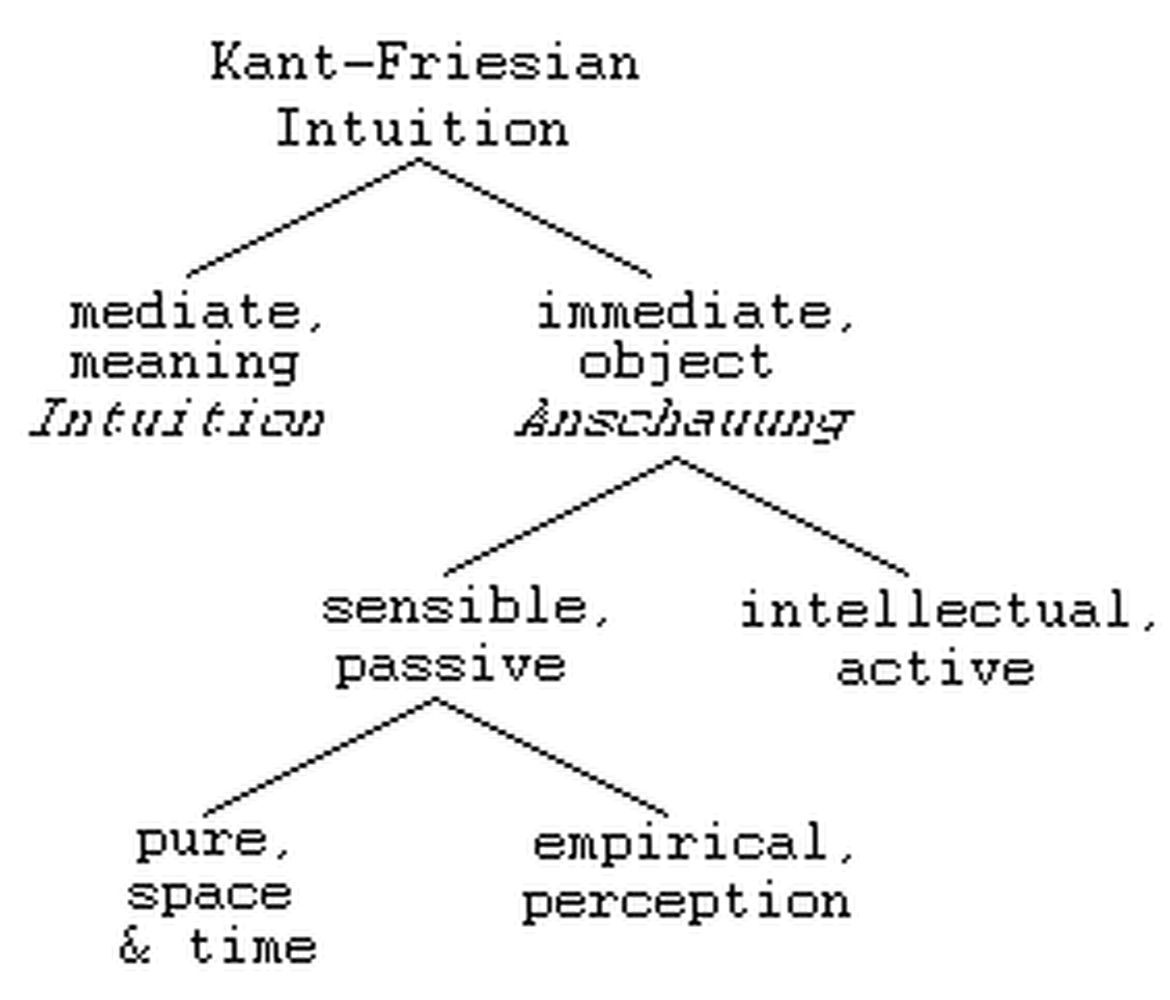 Kant-Friesian
Intuition
mediate,
meaning
Intuition
immediate,
object
Anschauung
sensible,
passive
intellectual,
active
pure,
space
& time
empirical,
perception